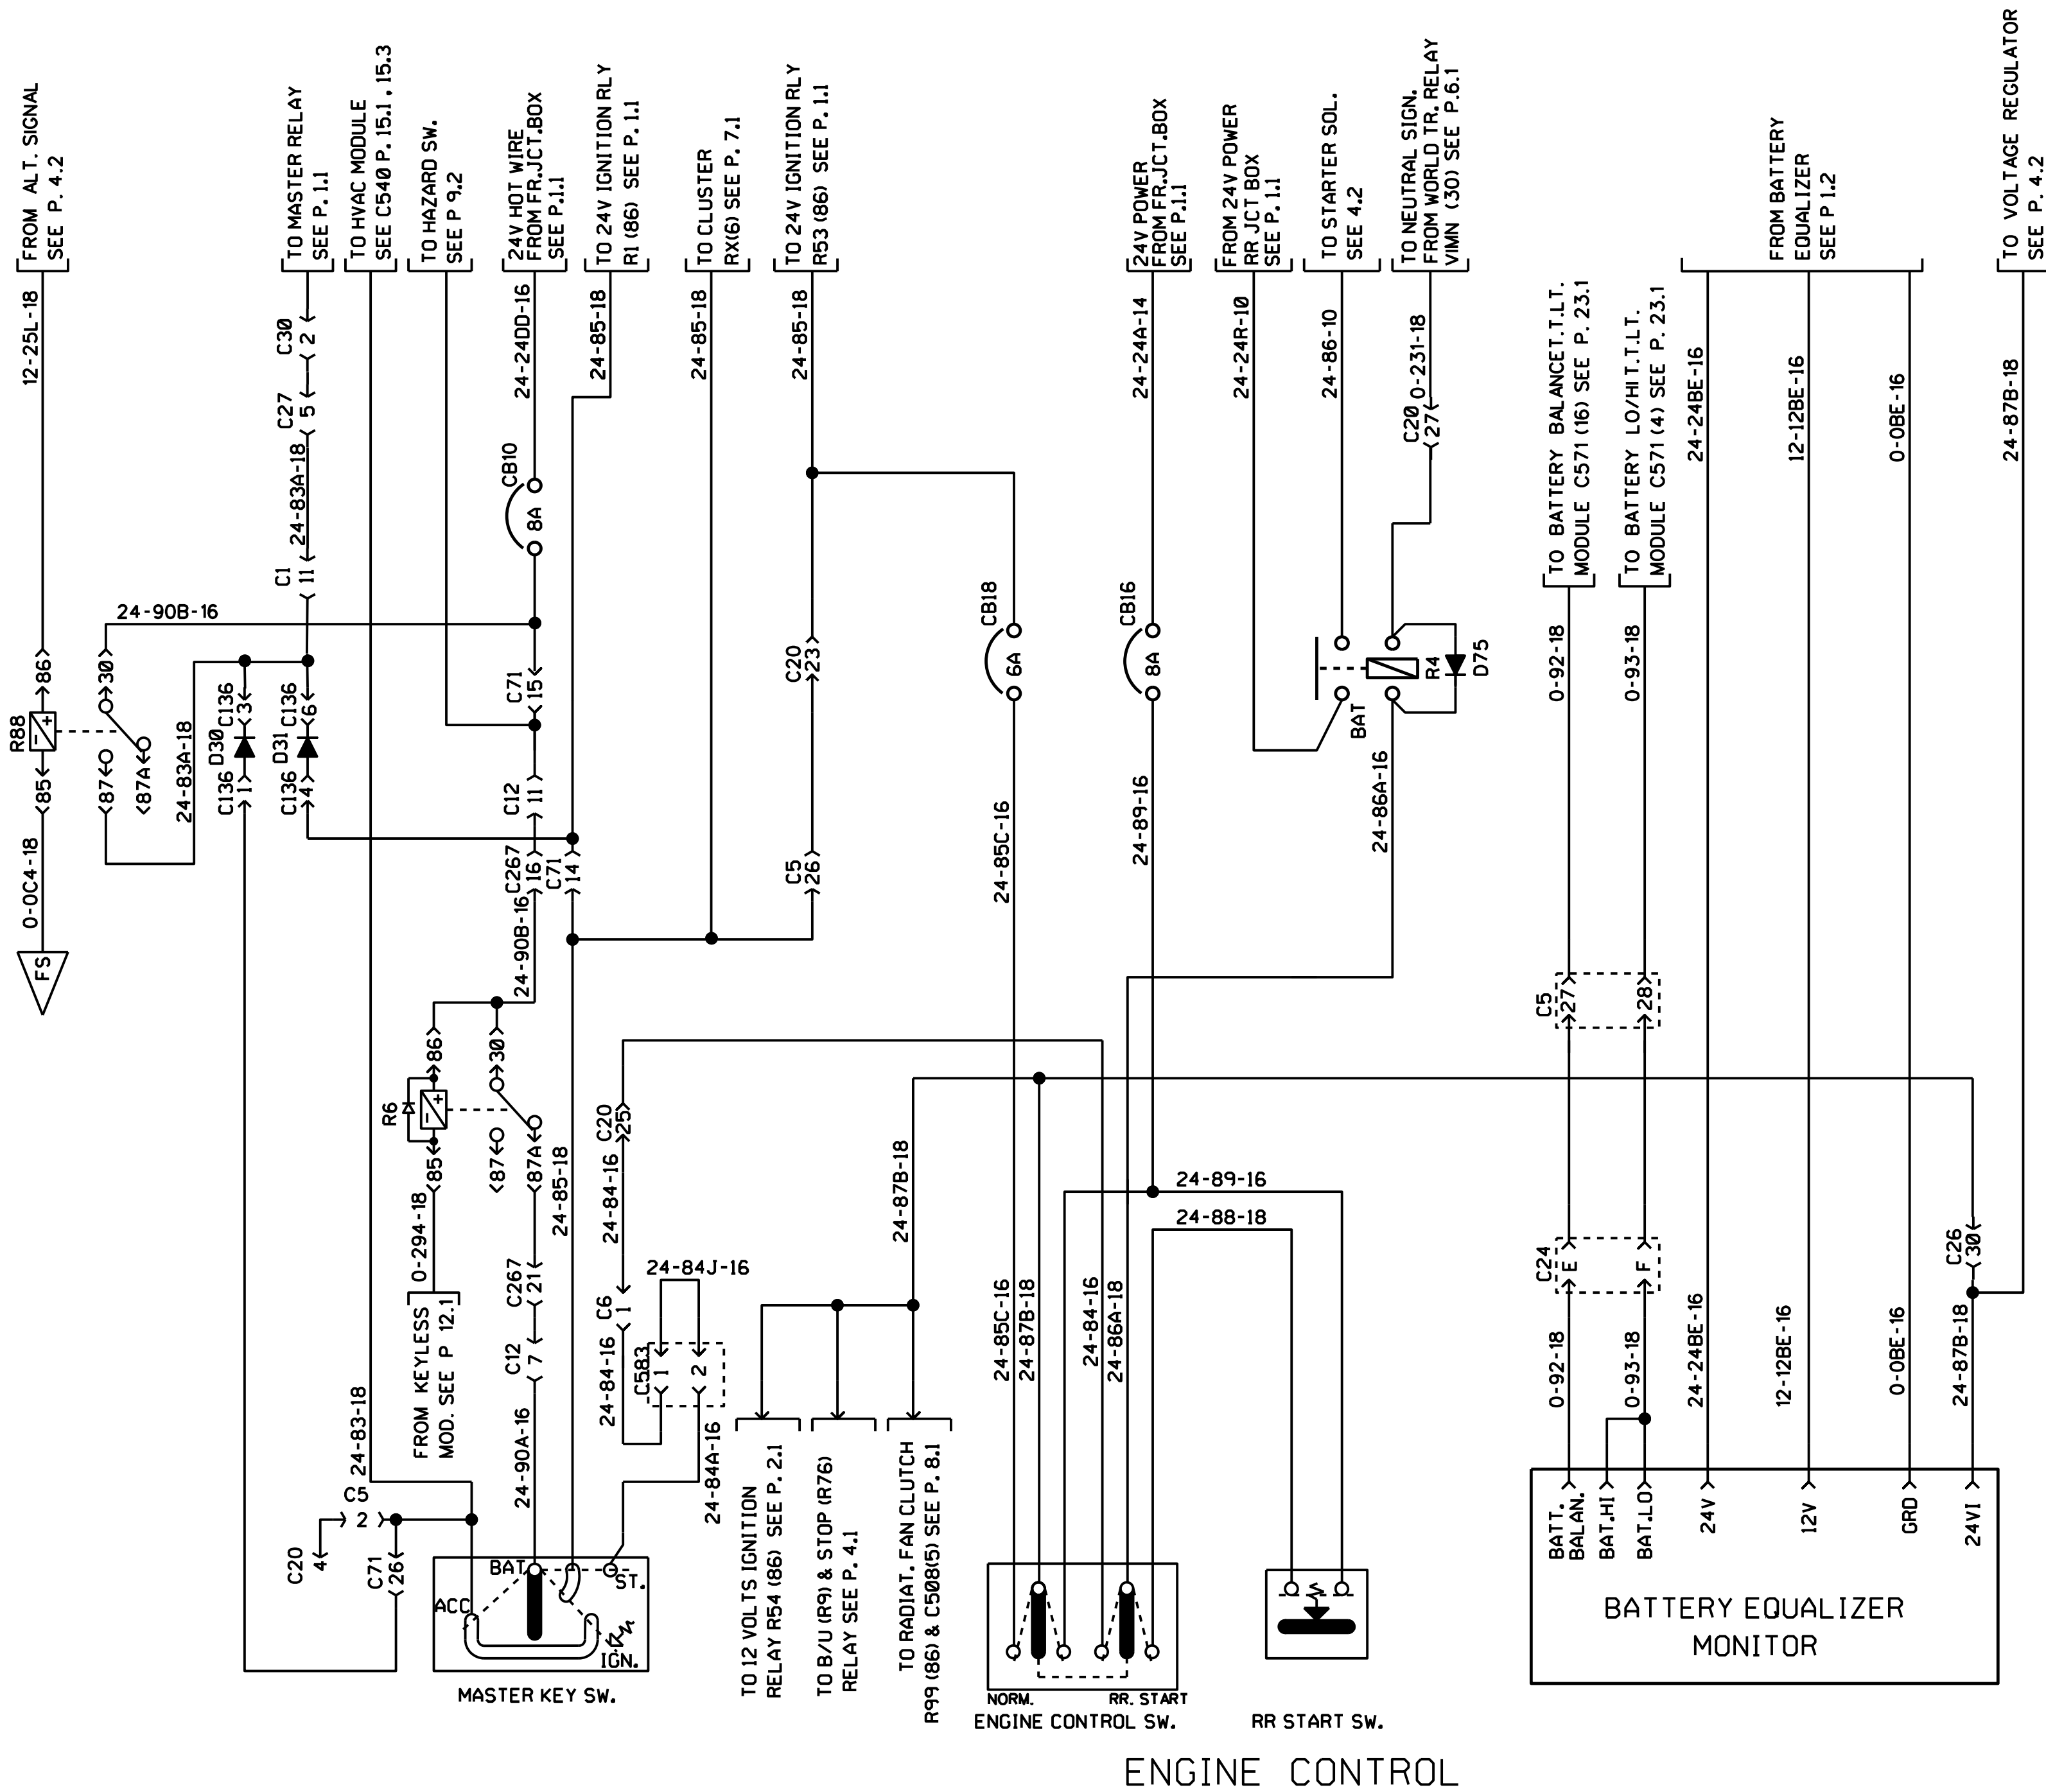 FROM ALT. SIGNAL
SEE P. 4.2
TO MASTER RELAY
SEE P. 1.1
TO HVAC MODULE
SEE C540 P. 15.1 , 15.3
TO HAZARD SW.
SEE P 9.2
24V HOT WIRE
FROM FR.JCT.BOX
SEE P.1.1
TO 24V IGNITION RLY
R1 (86) SEE P. 1.1
TO CLUSTER
RX(6) SEE P. 7.1
TO 24V IGNITION RLY
R53 (86) SEE P. 1.1
24V POWER
FROM FR.JCT.BOX
SEE P.1.1
FROM 24V POWER
RR JCT BOX
SEE P. 1.1
TO STARTER SOL.
SEE 4.2
TO NEUTRAL SIGN.
FROM WORLD TR. RELAY
VIMN (30) SEE P.6.1
TO BATTERY BALANCET.T.LT.
MODULE C571 (16) SEE P. 23.1
TO BATTERY LO/HI T.T.LT.
MODULE C571 (4) SEE P. 23.1
FROM BATTERY
EQUALIZER
SEE P 1.2
TO VOLTAGE REGULATOR
SEE P. 4.2
12-25L-18
C30
2
C27
5
24-83A-18
C1
11
24-24DD-16
24-85-18
24-85-18
24-85-18
24-24A-14
24-24R-10
24-86-10
0-231-18
C20
27
24-24BE-16
12-12BE-16
0-0BE-16
24-87B-18
CB10
8A
24-90B-16
86
30
R88
85
87
87A
24-83A-18
C136
3
D30
C136
1
C136
6
D31
C136
14
C71
15
C12
11
C267
16
C71
14
C20
23
C5
26
CB18
6A
CB16
8A
BAT
R4
D75
0-92-18
0-93-18
0-0C4-18
FS
24-90B-16
24-85C-16
24-89-16
24-86A-16
C5
27
28
86
30
R6
85
87
87A
0-294-18
FROM KEYLESS
MOD. SEE P 12.1
24-85-18
C20
25
24-84-16
24-87B-18
24-89-16
24-88-18
C267
21
C12
7
24-90A-16
C6
1
24-84-16
24-84J-16
C583
1
2
24-84A-16
24-85C-16
24-87B-18
24-84-16
24-86A-18
C24
E
F
0-92-18
0-93-18
24-24BE-16
12-12BE-16
0-0BE-16
C26
30
24-87B-18
24-83-18
C5
2
C20
4
C71
26
BAT
ST.
ACC
IGN.
MASTER KEY SW.
TO 12 VOLTS IGNITION
RELAY R54 (86) SEE P. 2.1
TO B/U (R9) & STOP (R76)
RELAY SEE P. 4.1
TO RADIAT. FAN CLUTCH
R99 (86) & C508(5) SEE P. 8.1
NORM.
RR. START
ENGINE CONTROL SW.
RR START SW.
BATT.
BALAN.
BAT.HI
BAT.LO
24V
12V
GRD
24VI
BATTERY EQUALIZER
MONITOR
ENGINE CONTROL